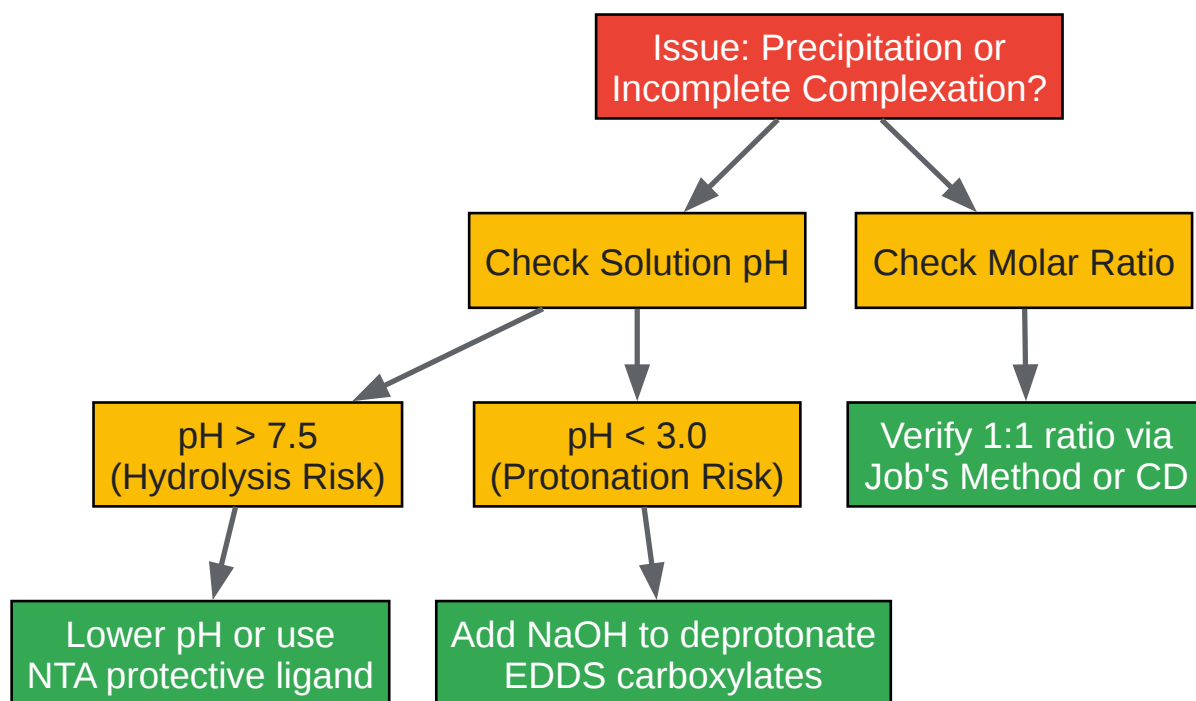 Issue: Precipitation or
Incomplete Complexation?
Check Solution pH
Check Molar Ratio
pH > 7.5
(Hydrolysis Risk)
pH < 3.0
(Protonation Risk)
Verify 1:1 ratio via
Job's Method or CD
Lower pH or use
NTA protective ligand
Add NaOH to deprotonate
EDDS carboxylates